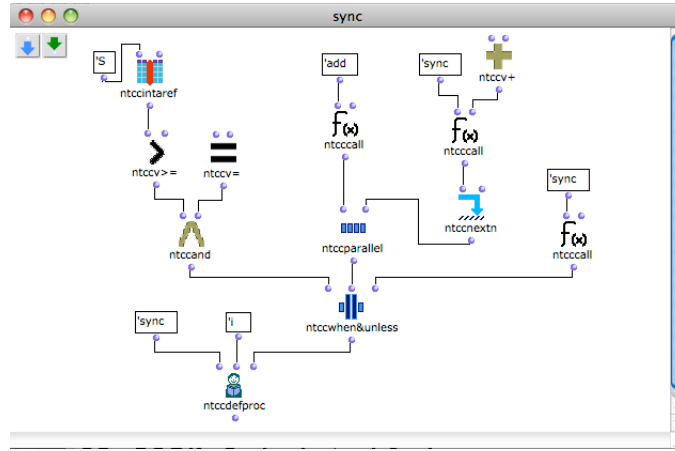 sync
'S
'add
'sync
ntccv+
ntccintaref
ntcccall
ntcccall
ntccv>=
ntccv=
'sync
ntccand
ntccparallel
ntccnextn
ntcccall
ntccwhen&unless
'sync
'i
ntccdefproc